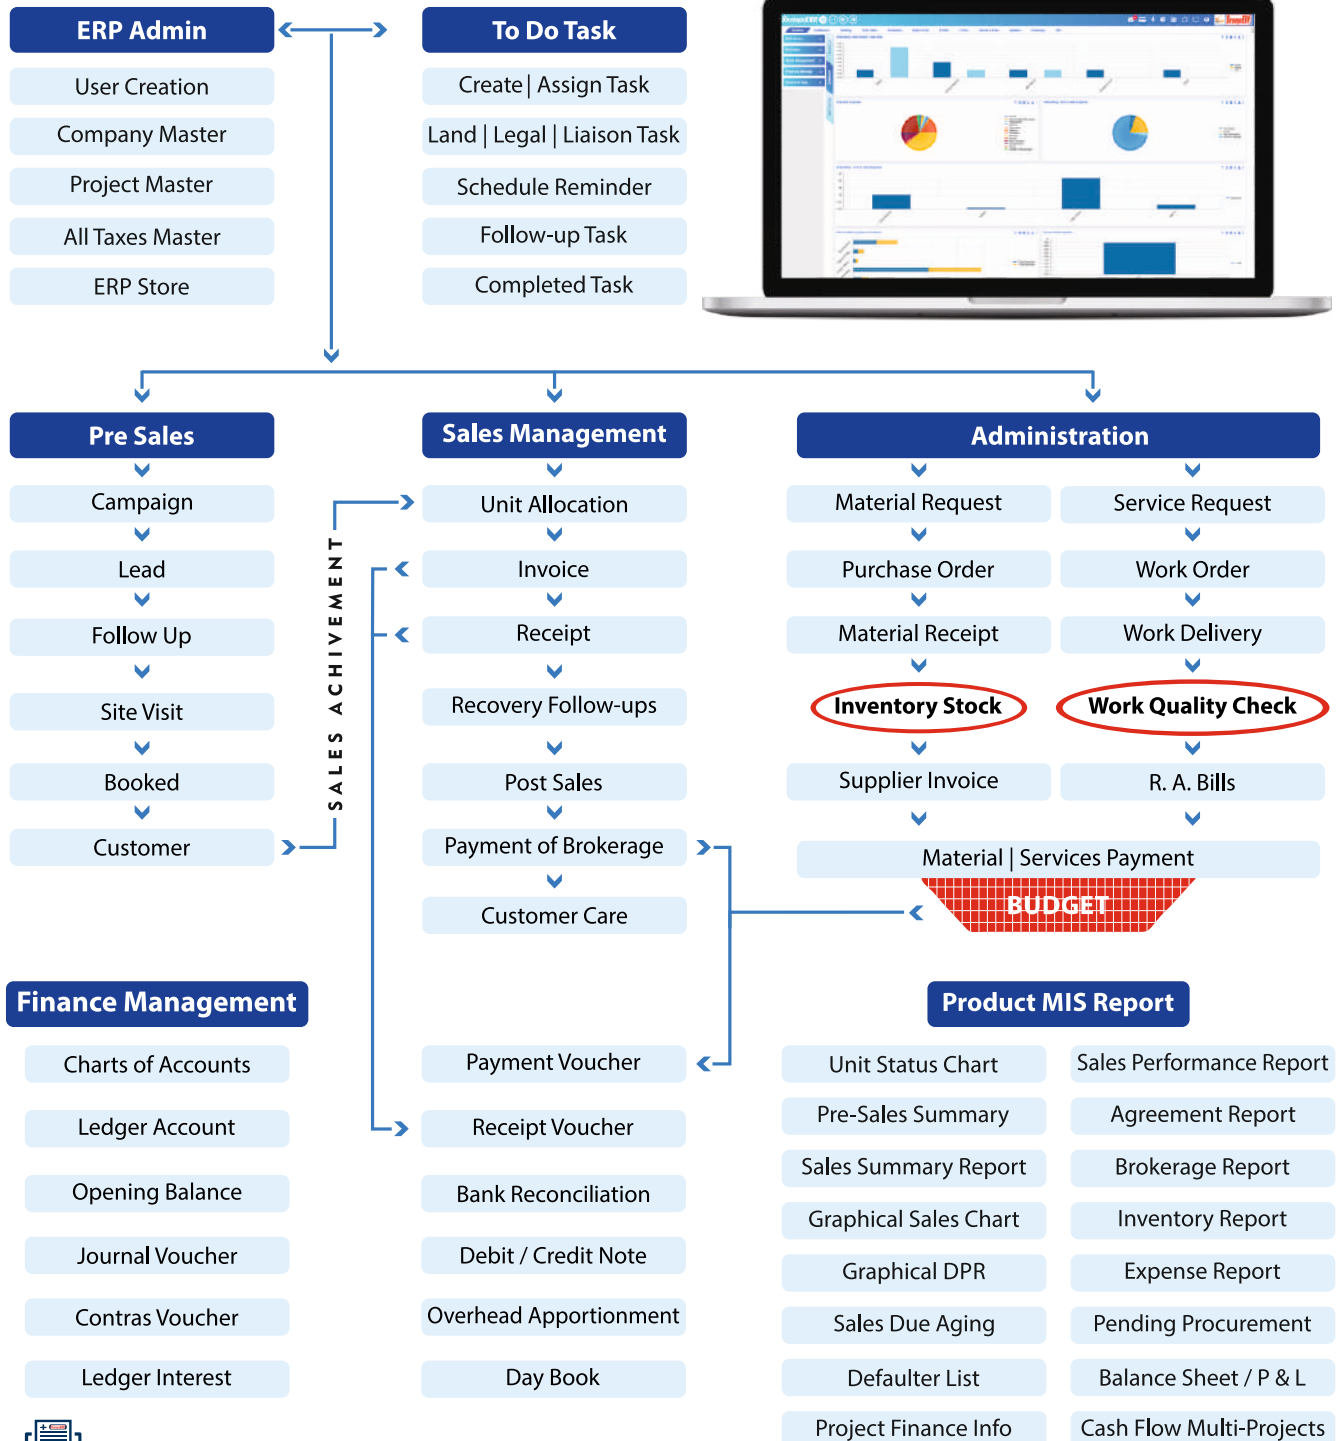 ERP Admin
User Creation
Company Master
Project Master
All Taxes Master
ERP Store
To Do Task
Create | Assign Task
Land | Legal | Liaison Task
Schedule Reminder
Follow-up Task
Completed Task
Pre Sales
Campaign
Lead
Follow Up
Site Visit
Booked
Customer
SALES ACHIVEMENT
Sales Management
Unit Allocation
Invoice
Receipt
Recovery Follow-ups
Post Sales
Payment of Brokerage
Customer Care
Administration
Material Request
Purchase Order
Material Receipt
Inventory Stock
Supplier Invoice
Service Request
Work Order
Work Delivery
Work Quality Check
R. A. Bills
Material | Services Payment
BUDGET
Finance Management
Charts of Accounts
Ledger Account
Opening Balance
Journal Voucher
Contras Voucher
Ledger Interest
Payment Voucher
Receipt Voucher
Bank Reconciliation
Debit / Credit Note
Overhead Apportionment
Day Book
Product MIS Report
Unit Status Chart
Pre-Sales Summary
Sales Summary Report
Graphical Sales Chart
Graphical DPR
Sales Due Aging
Defaulter List
Project Finance Info
Sales Performance Report
Agreement Report
Brokerage Report
Inventory Report
Expense Report
Pending Procurement
Balance Sheet / P & L
Cash Flow Multi-Projects